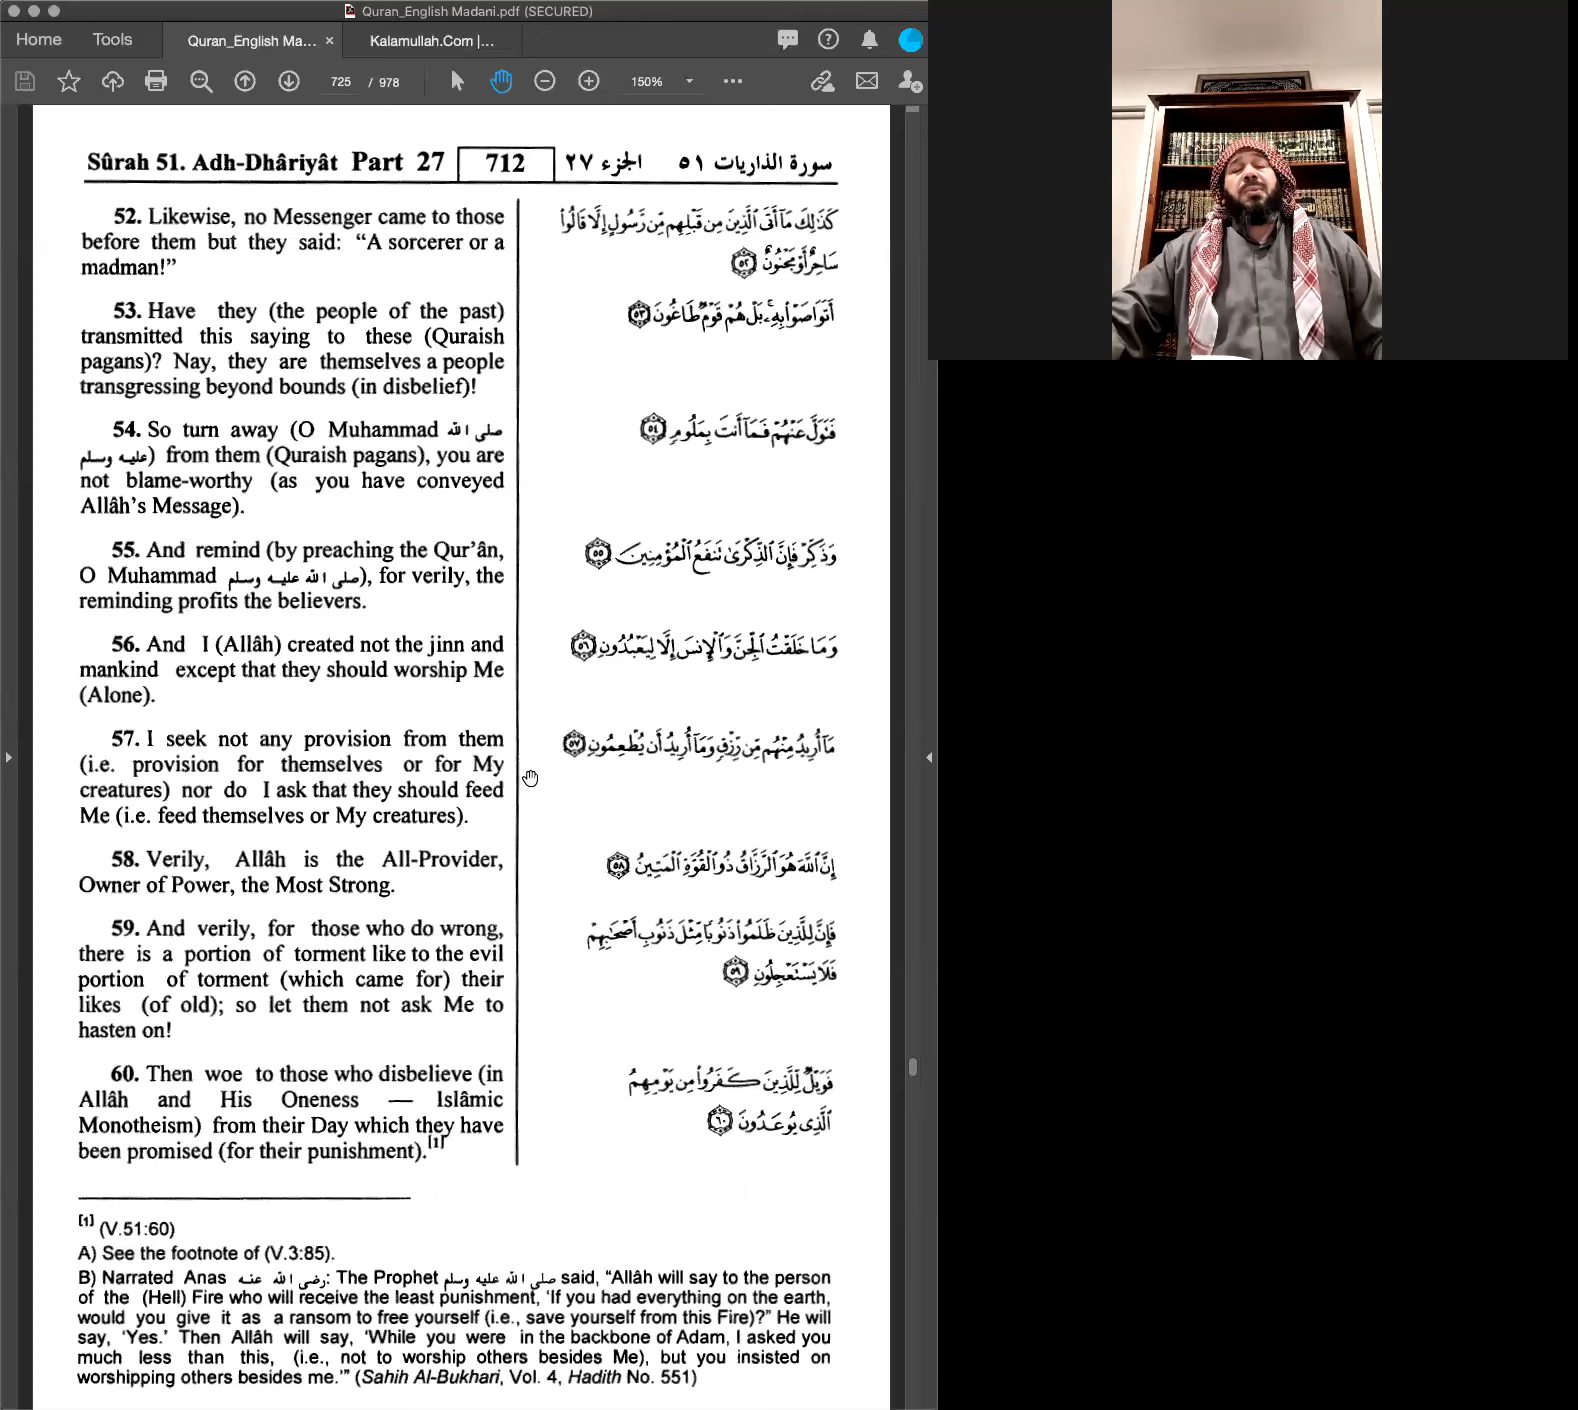 Quran_English Madani.pdf (SECURED)
Home Tools Quran_English Ma... × Kalamullah.Com |...
725 / 978 150%
Sûrah 51. Adh-Dhâriyât Part 27 712 الجزء ٢٧ سورة الذاريات ٥١
52. Likewise, no Messenger came to those
before them but they said: “A sorcerer or a
madman!”
كَذَٰلِكَ مَآ أَتَى ٱلَّذِينَ مِن قَبْلِهِم مِّن رَّسُولٍ إِلَّا قَالُوا۟
سَاحِرٌ أَوْ مَجْنُونٌ ٥٢
53. Have they (the people of the past)
transmitted this saying to these (Quraish
pagans)? Nay, they are themselves a people
transgressing beyond bounds (in disbelief)!
أَتَوَاصَوْا۟ بِهِۦ بَلْ هُمْ قَوْمٌ طَاغُونَ ٥٣
54. So turn away (O Muhammad صلى الله
عليه وسلم) from them (Quraish pagans), you are
not blame-worthy (as you have conveyed
Allâh’s Message).
فَتَوَلَّ عَنْهُمْ فَمَآ أَنتَ بِمَلُومٍ ٥٤
55. And remind (by preaching the Qur’ân,
O Muhammad صلى الله عليه وسلم), for verily, the
reminding profits the believers.
وَذَكِّرْ فَإِنَّ ٱلذِّكْرَىٰ تَنفَعُ ٱلْمُؤْمِنِينَ ٥٥
56. And I (Allâh) created not the jinn and
mankind except that they should worship Me
(Alone).
وَمَا خَلَقْتُ ٱلْجِنَّ وَٱلْإِنسَ إِلَّا لِيَعْبُدُونِ ٥٦
57. I seek not any provision from them
(i.e. provision for themselves or for My
creatures) nor do I ask that they should feed
Me (i.e. feed themselves or My creatures).
مَآ أُرِيدُ مِنْهُم مِّن رِّزْقٍ وَمَآ أُرِيدُ أَن يُطْعِمُونِ ٥٧
58. Verily, Allâh is the All-Provider,
Owner of Power, the Most Strong.
إِنَّ ٱللَّهَ هُوَ ٱلرَّزَّاقُ ذُو ٱلْقُوَّةِ ٱلْمَتِينُ ٥٨
59. And verily, for those who do wrong,
there is a portion of torment like to the evil
portion of torment (which came for) their
likes (of old); so let them not ask Me to
hasten on!
فَإِنَّ لِلَّذِينَ ظَلَمُوا۟ ذَنُوبًا مِّثْلَ ذَنُوبِ أَصْحَٰبِهِمْ
فَلَا يَسْتَعْجِلُونِ ٥٩
60. Then woe to those who disbelieve (in
Allâh and His Oneness — Islâmic
Monotheism) from their Day which they have
been promised (for their punishment).[1]
فَوَيْلٌ لِّلَّذِينَ كَفَرُوا۟ مِن يَوْمِهِمُ
ٱلَّذِى يُوعَدُونَ ٦٠
[1] (V.51:60)
A) See the footnote of (V.3:85).
B) Narrated Anas رضى الله عنه: The Prophet صلى الله عليه وسلم said, “Allâh will say to the person
of the (Hell) Fire who will receive the least punishment, ‘If you had everything on the earth,
would you give it as a ransom to free yourself (i.e., save yourself from this Fire)?” He will
say, ‘Yes.’ Then Allâh will say, ‘While you were in the backbone of Adam, I asked you
much less than this, (i.e., not to worship others besides Me), but you insisted on
worshipping others besides me.’” (Sahih Al-Bukhari, Vol. 4, Hadith No. 551)